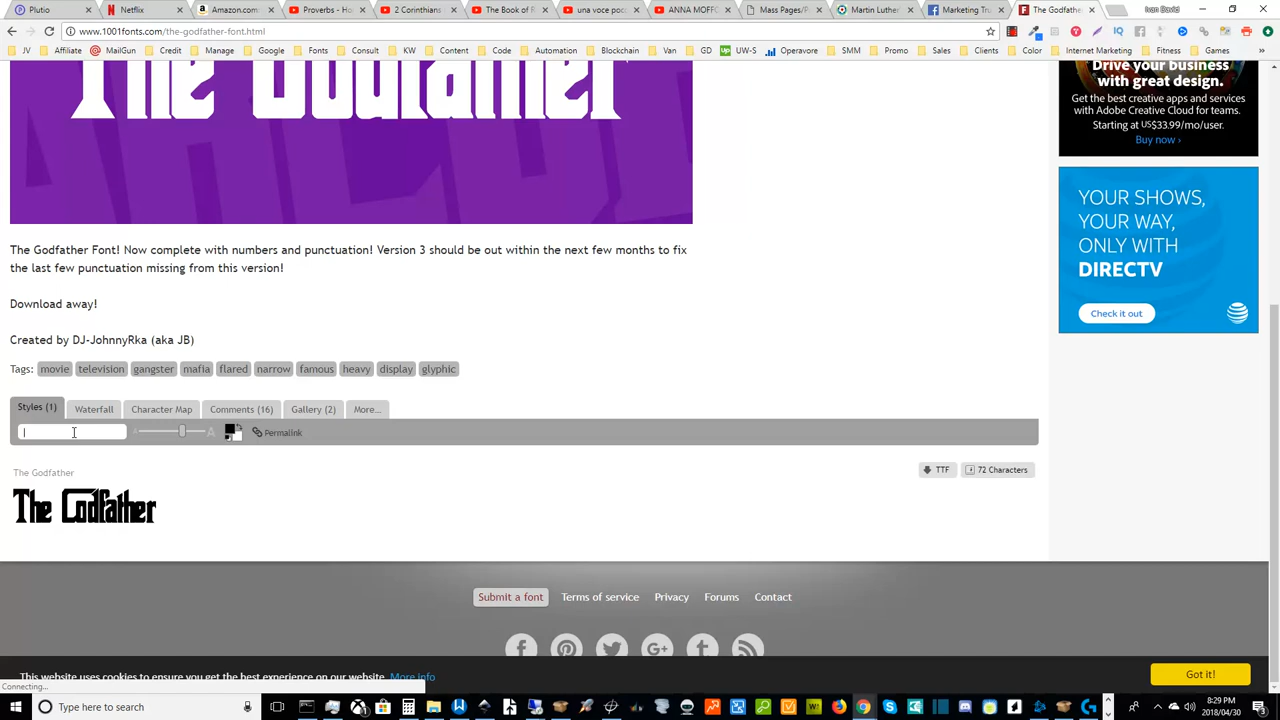 Plutio
Netflix
Amazon.com
Proverbs - Ho
2 Corinthians
The Book of R
una voce poco
ANNA MOFFO
Mass Pages/P
Martin Luther
Marketing Tru
The Godfathe
Ivan David
www.1001fonts.com/the-godfather-font.html
JV
Affiliate
MailGun
Create
Manage
Google
Fonts
Consult
KW
Content
Code
Automation
Blockchain
Van
GD
UW-S
Operavore
SMM
Promo
Sales
Clients
Color
Internet Marketing
Fitness
Games
The Godfather
Drive your business
with great design.
Get the best creative apps and services
with Adobe Creative Cloud for teams.
Starting at US$33.99/mo/user.
Buy now ›
YOUR SHOWS,
YOUR WAY,
ONLY WITH
DIRECTV
Check it out
The Godfather Font! Now complete with numbers and punctuation! Version 3 should be out within the next few months to fix
the last few punctuation missing from this version!
Download away!
Created by DJ-JohnnyRka (aka JB)
Tags: movie television gangster mafia flared narrow famous heavy display glyphic
Styles (1) Waterfall Character Map Comments (16) Gallery (2) More...
A A Permalink
The Godfather
TTF
72 Characters
The Godfather
Submit a font Terms of service Privacy Forums Contact
This website uses cookies to ensure you get the best experience on our website. More info
Got it!
Connecting...
Type here to search
8:29 PM
2018/04/30